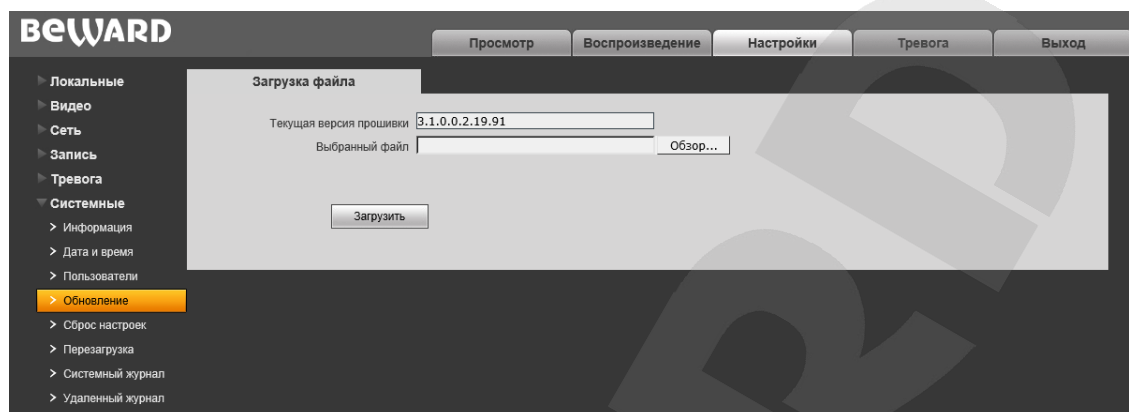 BEWARD
Просмотр Воспроизведение Настройки Тревога Выход
Локальные
Видео
Сеть
Запись
Тревога
Системные
Информация
Дата и время
Пользователи
Обновление
Сброс настроек
Перезагрузка
Системный журнал
Удаленный журнал
Загрузка файла
Текущая версия прошивки 3.1.0.0.2.19.91
Выбранный файл Обзор...
Загрузить